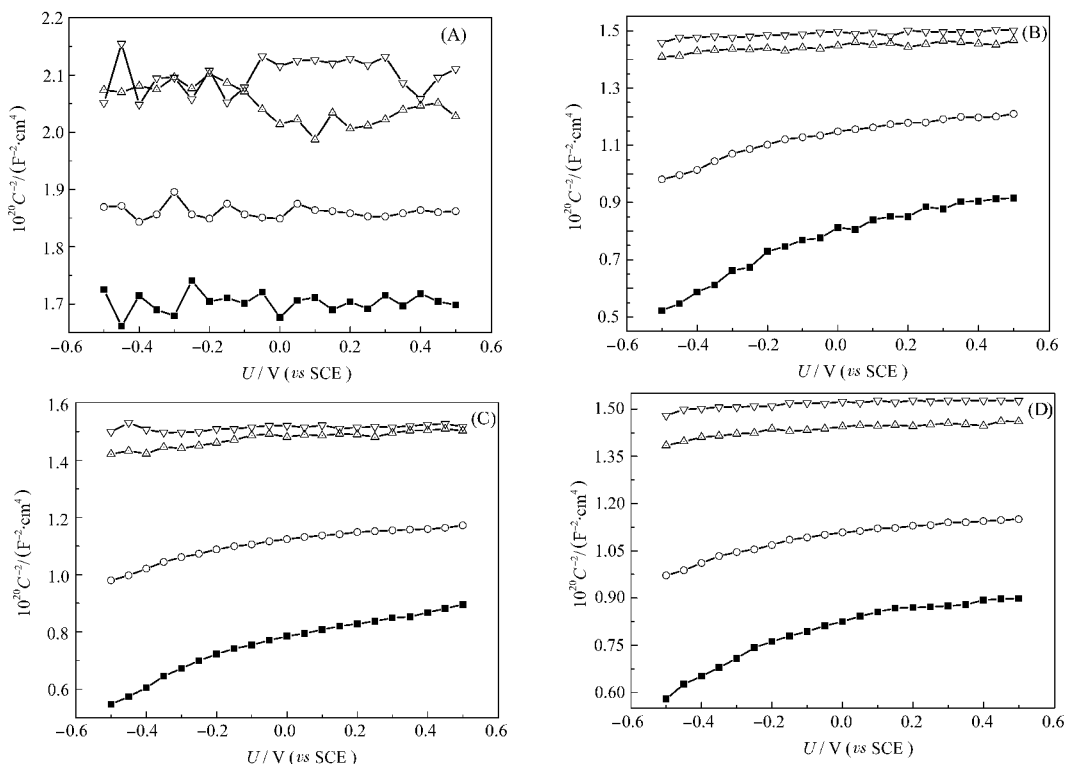 (A)
2.2
2.1
2.0
1.9
1.8
1.7
10²⁰C⁻²/(F⁻²·cm⁴)
−0.6 −0.4 −0.2 0.0 0.2 0.4 0.6
U / V (vs SCE)
(B)
1.5
1.3
1.1
0.9
0.7
0.5
10²⁰C⁻²/(F⁻²·cm⁴)
−0.6 −0.4 −0.2 0.0 0.2 0.4 0.6
U / V (vs SCE)
(C)
1.6
1.4
1.2
1.0
0.8
0.6
10²⁰C⁻²/(F⁻²·cm⁴)
−0.6 −0.4 −0.2 0.0 0.2 0.4 0.6
U / V (vs SCE)
(D)
1.50
1.35
1.20
1.05
0.90
0.75
0.60
10²⁰C⁻²/(F⁻²·cm⁴)
−0.6 −0.4 −0.2 0.0 0.2 0.4 0.6
U / V (vs SCE)